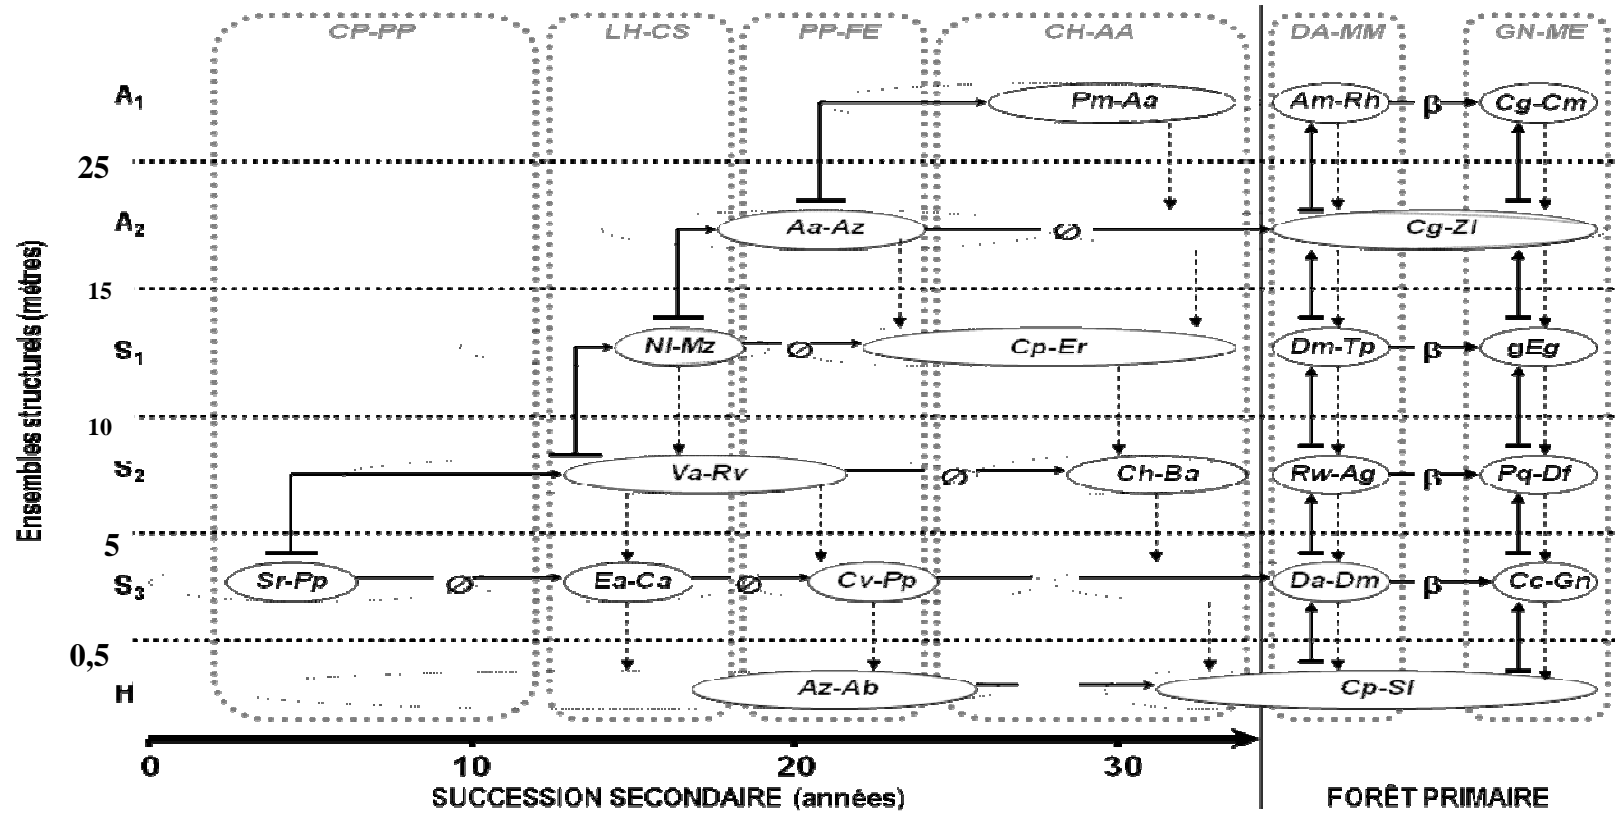 CP-PP LH-CS PP-FE CH-AA DA-MM GN-ME
A1 Pm-Aa Am-Rh β Cg-Cm
25
A2 Aa-Az Ø Cg-Zl
15
S1 Nl-Mz Ø Cp-Er Dm-Tp β gEg
10
S2 Va-Rv Ø Ch-Ba Rw-Ag β Pq-Df
5
S3 Sr-Pp Ø Ea-Ca Ø Cv-Pp Da-Dm β Cc-Gn
0,5
H Az-Ab Cp-Sl
Ensembles structurels (mètres)
0 10 20 30
SUCCESSION SECONDAIRE (années) FORÊT PRIMAIRE